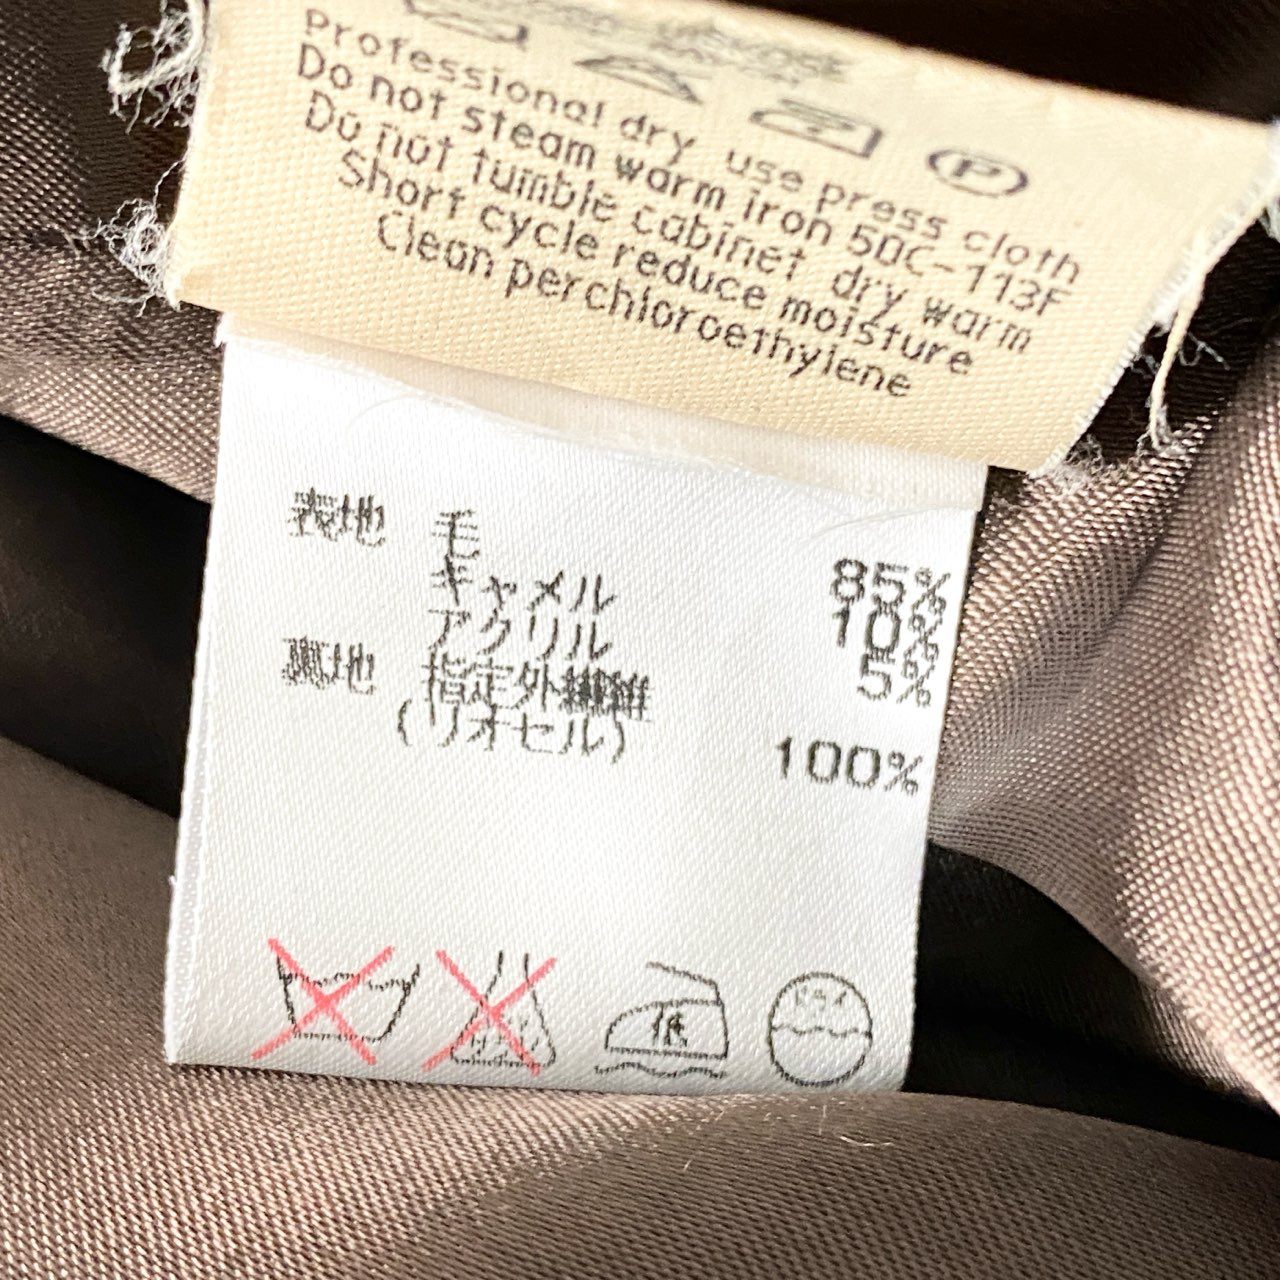 Professional dry use press cloth
Do not steam warm iron 50C-113F
Do not tumble cabinet dry warm
Short cycle reduce moisture
Clean perchloroethylene
P
表地 毛 85%
キャメル 10%
アクリル 5%
裏地 指定外繊維
(リオセル) 100%
低